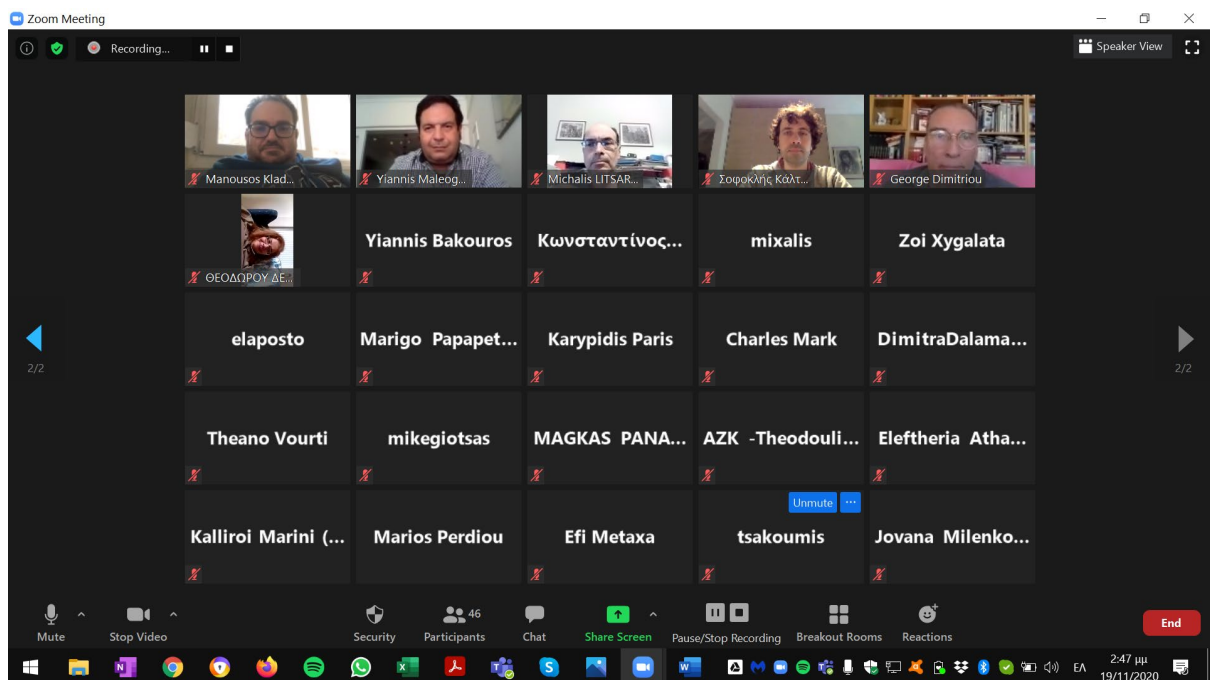 Zoom Meeting
Recording...
Speaker View
Manousos Klad...
Yiannis Maleog...
Michalis LITSAR...
Σοφοκλής Κάλτ...
George Dimitriou
ΘΕΟΔΩΡΟΥ ΔΕ...
Yiannis Bakouros
Κωνσταντίνος...
mixalis
Zoi Xygalata
elaposto
Marigo Papapet...
Karypidis Paris
Charles Mark
DimitraDalama...
2/2
2/2
Theano Vourti
mikegiotsas
MAGKAS PANA...
AZK -Theodouli...
Eleftheria Atha...
Unmute
Kalliroi Marini (...
Marios Perdiou
Efi Metaxa
tsakoumis
Jovana Milenko...
46
Mute
Stop Video
Security
Participants
Chat
Share Screen
Pause/Stop Recording
Breakout Rooms
Reactions
End
ΕΛ
2:47 μμ
19/11/2020